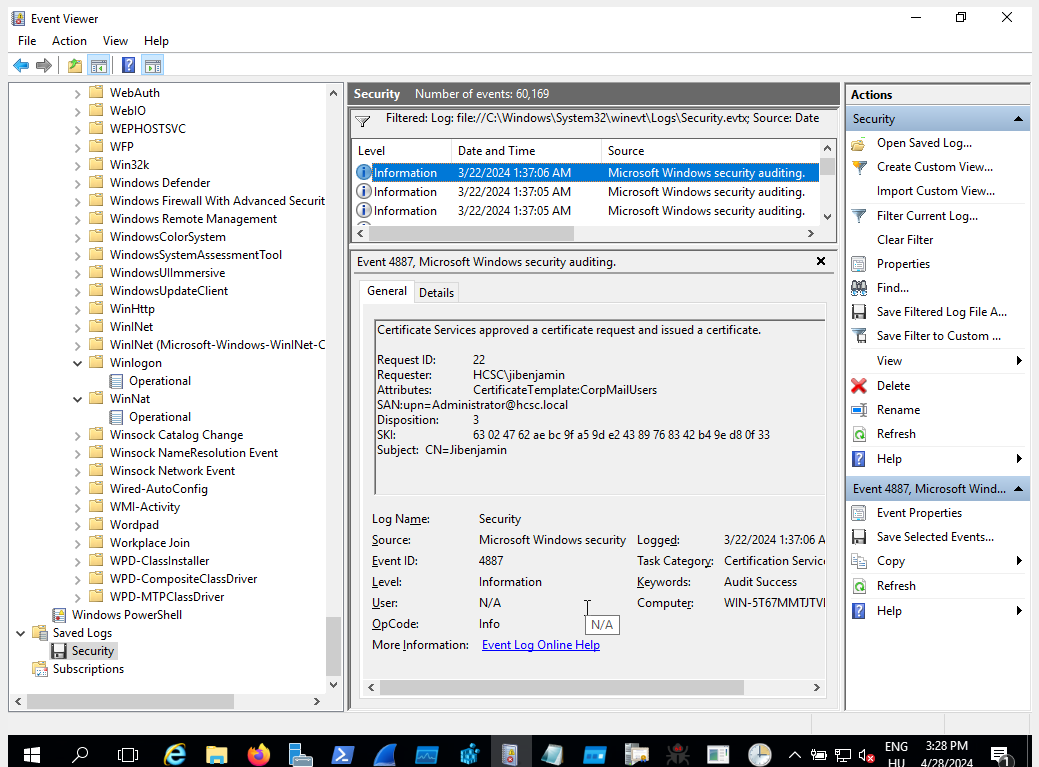 Event Viewer
File Action View Help
WebAuth
WebIO
WEPHOSTSVC
WFP
Win32k
Windows Defender
Windows Firewall With Advanced Securit
Windows Remote Management
WindowsColorSystem
WindowsSystemAssessmentTool
WindowsUIImmersive
WindowsUpdateClient
WinHttp
WinINet
WinINet (Microsoft-Windows-WinINet-C
Winlogon
Operational
WinNat
Operational
Winsock Catalog Change
Winsock NameResolution Event
Winsock Network Event
Wired-AutoConfig
WMI-Activity
Wordpad
Workplace Join
WPD-ClassInstaller
WPD-CompositeClassDriver
WPD-MTPClassDriver
Windows PowerShell
Saved Logs
Security
Subscriptions
Security Number of events: 60,169
Filtered: Log: file://C:\Windows\System32\winevt\Logs\Security.evtx; Source: Date
Level Date and Time Source
Information 3/22/2024 1:37:06 AM Microsoft Windows security auditing.
Information 3/22/2024 1:37:05 AM Microsoft Windows security auditing.
Information 3/22/2024 1:37:05 AM Microsoft Windows security auditing.
Event 4887, Microsoft Windows security auditing.
General Details
Certificate Services approved a certificate request and issued a certificate.
Request ID: 22
Requester: HCSC\jibenjamin
Attributes: CertificateTemplate:CorpMailUsers
SAN:upn=Administrator@hcsc.local
Disposition: 3
SKI: 63 02 47 62 ae bc 9f a5 9d e2 43 89 76 83 42 b4 9e d8 0f 33
Subject: CN=Jibenjamin
Log Name: Security
Source: Microsoft Windows security Logged: 3/22/2024 1:37:06 A
Event ID: 4887 Task Category: Certification Service
Level: Information Keywords: Audit Success
User: N/A Computer: WIN-5T67MMTJTVI
OpCode: Info
N/A
More Information: Event Log Online Help
Actions
Security
Open Saved Log...
Create Custom View...
Import Custom View...
Filter Current Log...
Clear Filter
Properties
Find...
Save Filtered Log File A...
Save Filter to Custom ...
View
Delete
Rename
Refresh
Help
Event 4887, Microsoft Wind...
Event Properties
Save Selected Events...
Copy
Refresh
Help
ENG
HU
3:28 PM
4/28/2024
1